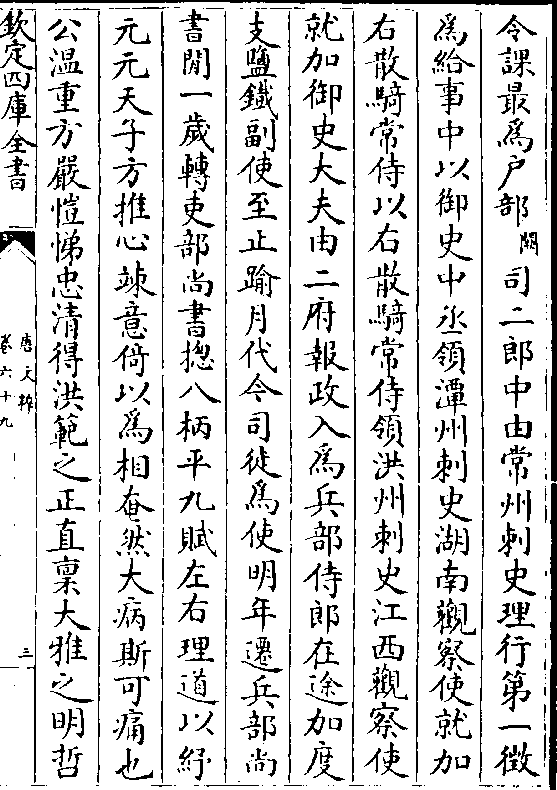 令課最爲戶部闕司二郎中由常州刺史理行第一徴
爲給事中以御史中丞領潭州刺史湖南觀察使就加
右散騎常侍以右散騎常侍領洪州刺史江西觀察使
就加御史大夫由二府報政入爲兵部侍郎在途加度
支鹽鐵副使至止踰月代今司徒爲使明年遷兵部尚
書閒一歲轉吏部尚書揔八柄平九賦左右理道以紓
元元天子方推心竦意倚以爲相奄然大病斯可痛也
公温重方嚴愷悌忠清得洪範之正直稟大雅之明哲
欽定四庫全書
唐文粹
卷六十九
三